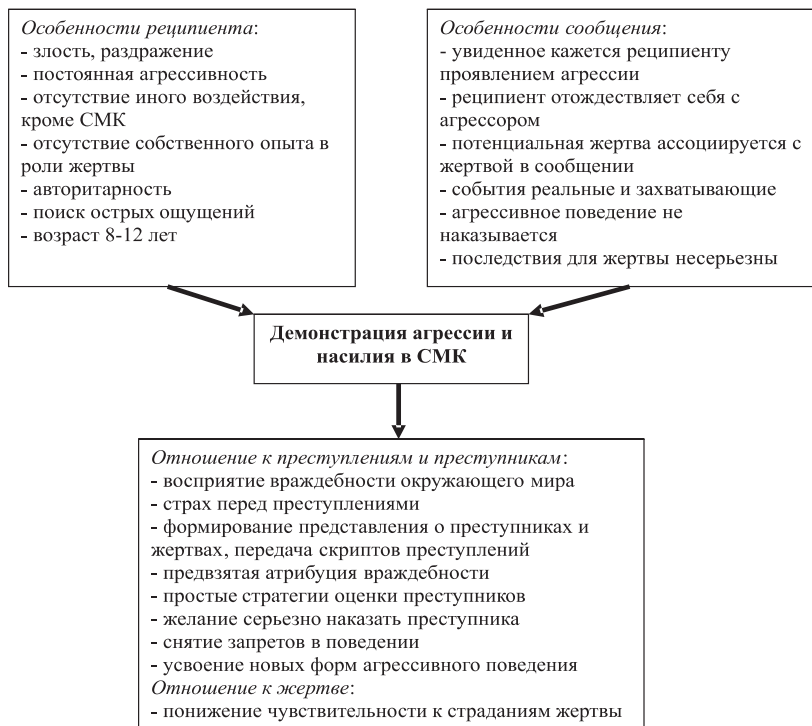 Особенности реципиента:
- злость, раздражение
- постоянная агрессивность
- отсутствие иного воздействия,
кроме СМК
- отсутствие собственного опыта в
роли жертвы
- авторитарность
- поиск острых ощущений
- возраст 8-12 лет
Особенности сообщения:
- увиденное кажется реципиенту
проявлением агрессии
- реципиент отождествляет себя с
агрессором
- потенциальная жертва ассоциируется с
жертвой в сообщении
- события реальные и захватывающие
- агрессивное поведение не
наказывается
- последствия для жертвы несерьезны
Демонстрация агрессии и
насилия в СМК
Отношение к преступлениям и преступникам:
- восприятие враждебности окружающего мира
- страх перед преступлениями
- формирование представления о преступниках и
жертвах, передача скриптов преступлений
- предвзятая атрибуция враждебности
- простые стратегии оценки преступников
- желание серьезно наказать преступника
- снятие запретов в поведении
- усвоение новых форм агрессивного поведения
Отношение к жертве:
- понижение чувствительности к страданиям жертвы